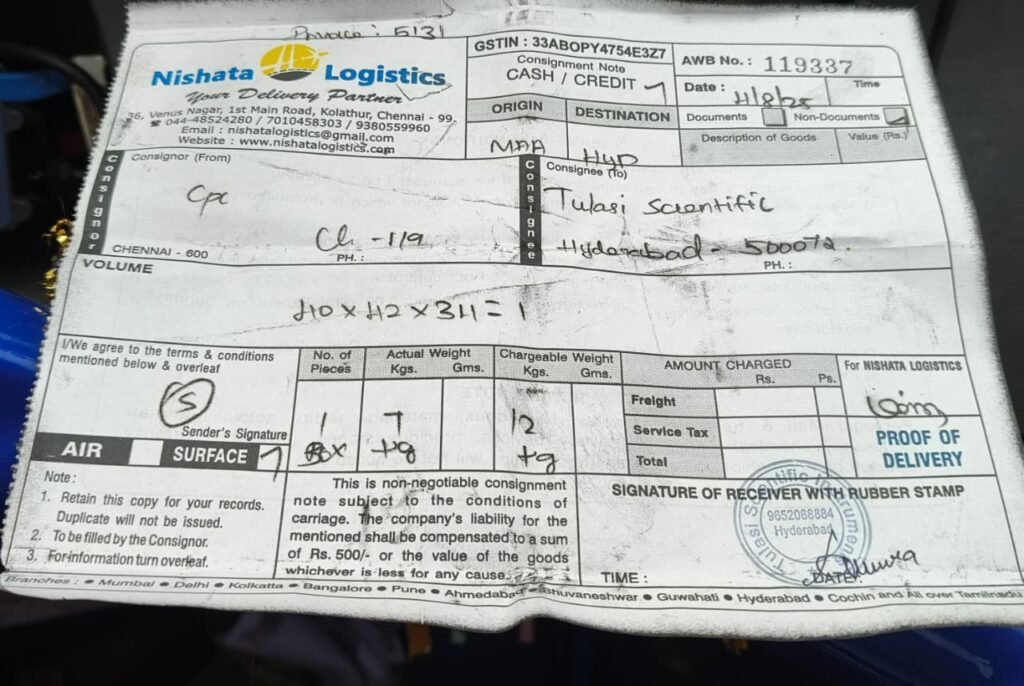 Invoice : 5131
Nishata Logistics
Your Delivery Partner
36, Venus Nagar, 1st Main Road, Kolathur, Chennai - 99.
☎ 044-48524280 / 7010458303 / 9380559960
Email : nishatalogistics@gmail.com
Website : www.nishatalogistics.com
GSTIN : 33ABOPY4754E3Z7
Consignment Note
CASH / CREDIT
ORIGIN DESTINATION
MAA HYD
AWB No. : 119337
Date : 4/8/25 Time
Documents Non-Documents
Description of Goods Value (Rs.)
Consignor
Consignor (From)
Cpc
Ch - 119
CHENNAI - 600 PH. :
Consignee
Consignee (To)
Tulasi Scientific
Hyderabad - 500072.
PH. :
VOLUME
40 x 42 x 34 = 1
I/We agree to the terms & conditions
mentioned below & overleaf
S
Sender's Signature
AIR SURFACE
No. of Pieces
1
Box
Actual Weight
Kgs. Gms.
7
Kg
Chargeable Weight
Kgs. Gms.
12
Kg
AMOUNT CHARGED
Rs. Ps.
Freight
Service Tax
Total
For NISHATA LOGISTICS
PROOF OF
DELIVERY
Note :
1. Retain this copy for your records.
Duplicate will not be issued.
2. To be filled by the Consignor.
3. For information turn overleaf.
This is non-negotiable consignment
note subject to the conditions of
carriage. The company's liability for the
mentioned shall be compensated to a sum
of Rs. 500/- or the value of the goods
whichever is less for any cause.
SIGNATURE OF RECEIVER WITH RUBBER STAMP
Tulasi Scientific Instruments
9652088884
Hyderabad
TIME : DATE
Branches : • Mumbai • Delhi • Kolkatta • Bangalore • Pune • Ahmedabad • Bhuvaneshwar • Guwahati • Hyderabad • Cochin and All over Tamilnadu